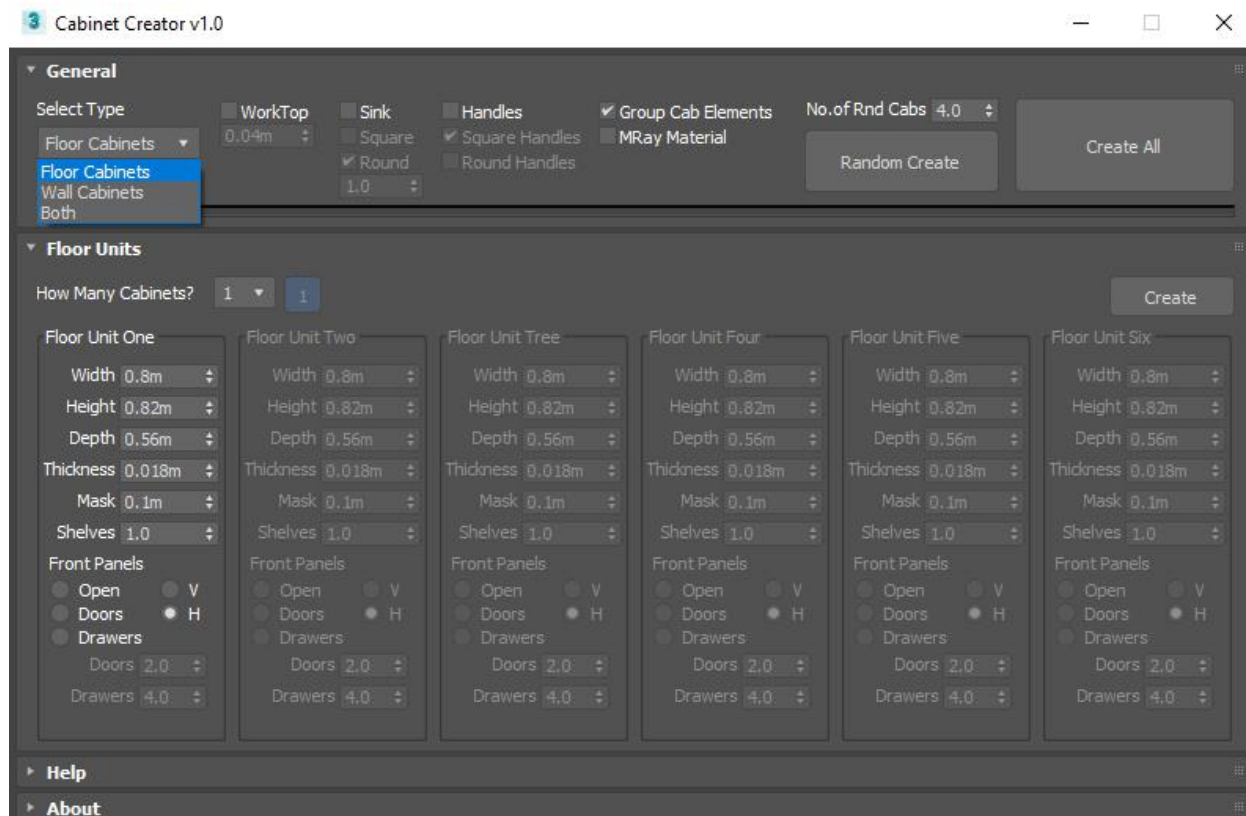 3 Cabinet Creator v1.0
General
Select Type
Floor Cabinets
Floor Cabinets
Wall Cabinets
Both
WorkTop
0.04m
Sink
Square
Round
1.0
Handles
Square Handles
Round Handles
Group Cab Elements
MRay Material
No.of Rnd Cabs 4.0
Random Create
Create All
Floor Units
How Many Cabinets? 1 1
Create
Floor Unit One
Width 0.8m
Height 0.82m
Depth 0.56m
Thickness 0.018m
Mask 0.1m
Shelves 1.0
Front Panels
Open V
Doors H
Drawers
Doors 2.0
Drawers 4.0
Floor Unit Two
Width 0.8m
Height 0.82m
Depth 0.56m
Thickness 0.018m
Mask 0.1m
Shelves 1.0
Front Panels
Open V
Doors H
Drawers
Doors 2.0
Drawers 4.0
Floor Unit Tree
Width 0.8m
Height 0.82m
Depth 0.56m
Thickness 0.018m
Mask 0.1m
Shelves 1.0
Front Panels
Open V
Doors H
Drawers
Doors 2.0
Drawers 4.0
Floor Unit Four
Width 0.8m
Height 0.82m
Depth 0.56m
Thickness 0.018m
Mask 0.1m
Shelves 1.0
Front Panels
Open V
Doors H
Drawers
Doors 2.0
Drawers 4.0
Floor Unit Five
Width 0.8m
Height 0.82m
Depth 0.56m
Thickness 0.018m
Mask 0.1m
Shelves 1.0
Front Panels
Open V
Doors H
Drawers
Doors 2.0
Drawers 4.0
Floor Unit Six
Width 0.8m
Height 0.82m
Depth 0.56m
Thickness 0.018m
Mask 0.1m
Shelves 1.0
Front Panels
Open V
Doors H
Drawers
Doors 2.0
Drawers 4.0
Help
About